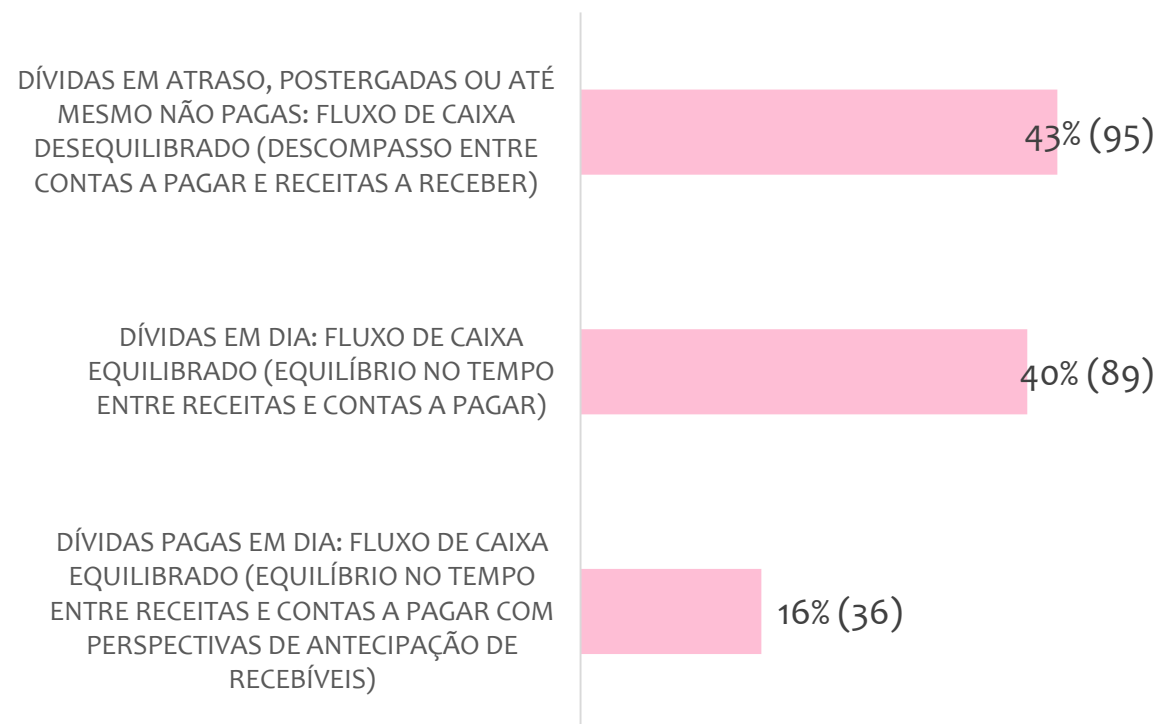 DÍVIDAS EM ATRASO, POSTERGADAS OU ATÉ
MESMO NÃO PAGAS: FLUXO DE CAIXA
DESEQUILIBRADO (DESCOMPASSO ENTRE
CONTAS A PAGAR E RECEITAS A RECEBER)
43% (95)
DÍVIDAS EM DIA: FLUXO DE CAIXA
EQUILIBRADO (EQUILÍBRIO NO TEMPO
ENTRE RECEITAS E CONTAS A PAGAR)
40% (89)
DÍVIDAS PAGAS EM DIA: FLUXO DE CAIXA
EQUILIBRADO (EQUILÍBRIO NO TEMPO
ENTRE RECEITAS E CONTAS A PAGAR COM
PERSPECTIVAS DE ANTECIPAÇÃO DE
RECEBÍVEIS)
16% (36)